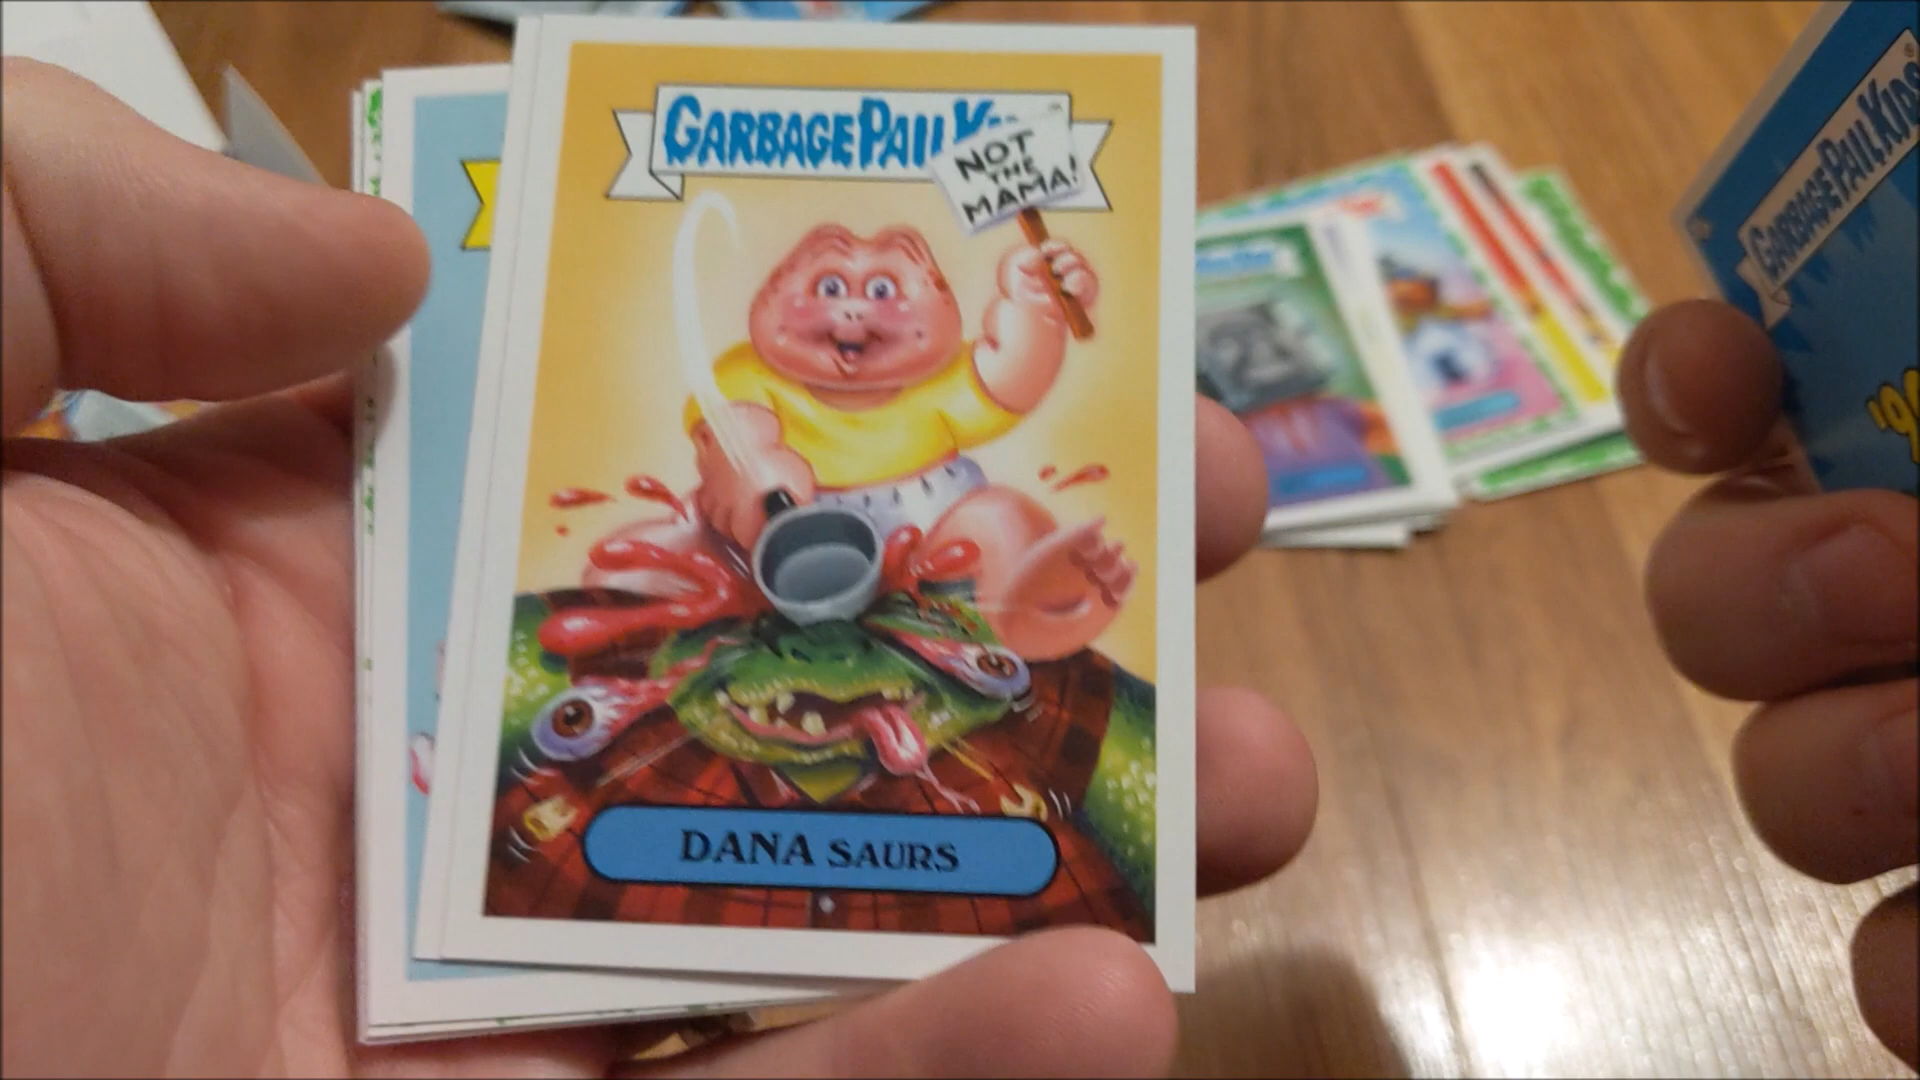 GARBAGE PAIL K
NOT
THE
MAMA!
DANA SAURS
GARBAGE PAIL KIDS